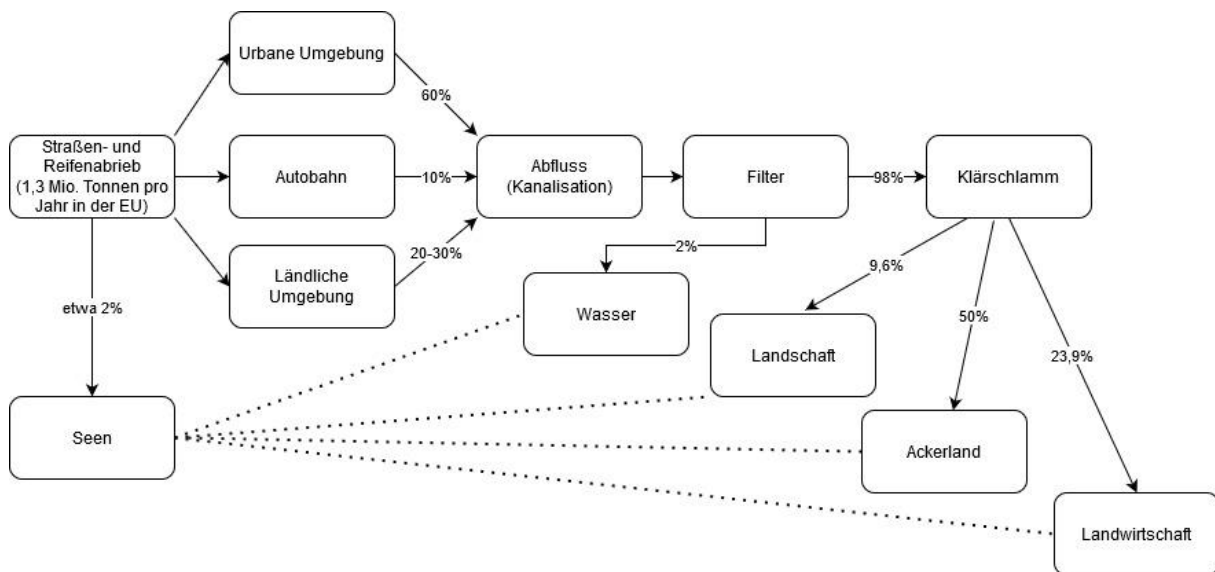 Urbane Umgebung
60%
Straßen- und
Reifenabrieb
(1,3 Mio. Tonnen pro
Jahr in der EU)
Autobahn
10%
Abfluss
(Kanalisation)
Filter
98%
Klärschlamm
Ländliche
Umgebung
20-30%
2%
9,6%
etwa 2%
Wasser
50%
Landschaft
23,9%
Seen
Ackerland
Landwirtschaft